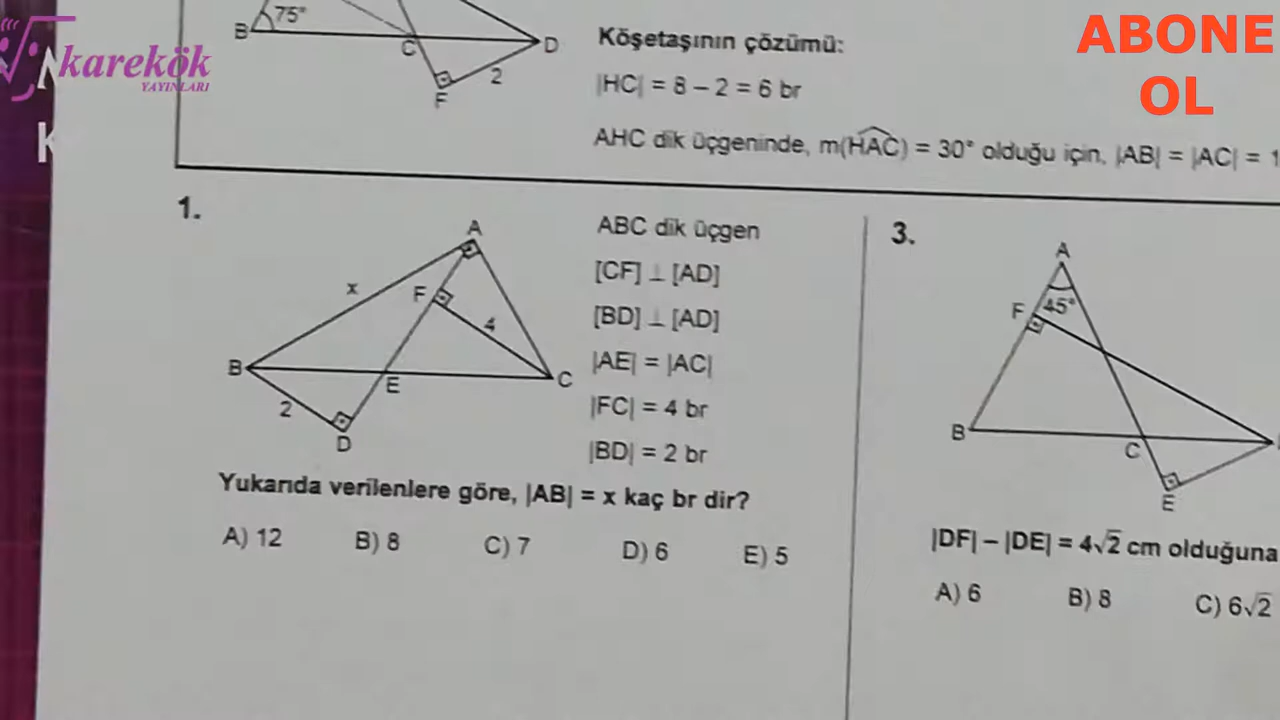 ABONE
OL
karekök
YAYINLARI
B
75°
C
D
2
F
Köşetaşının çözümü:
|HC| = 8 – 2 = 6 br
AHC dik üçgeninde, m(HAC) = 30° olduğu için, |AB| = |AC| = 1
1.
A
x
F
4
B
E
C
2
D
ABC dik üçgen
[CF] ⊥ [AD]
[BD] ⊥ [AD]
|AE| = |AC|
|FC| = 4 br
|BD| = 2 br
Yukarıda verilenlere göre, |AB| = x kaç br dir?
A) 12 B) 8 C) 7 D) 6 E) 5
3.
A
F
45°
B
C
E
|DF| – |DE| = 4√2 cm olduğuna
A) 6 B) 8 C) 6√2